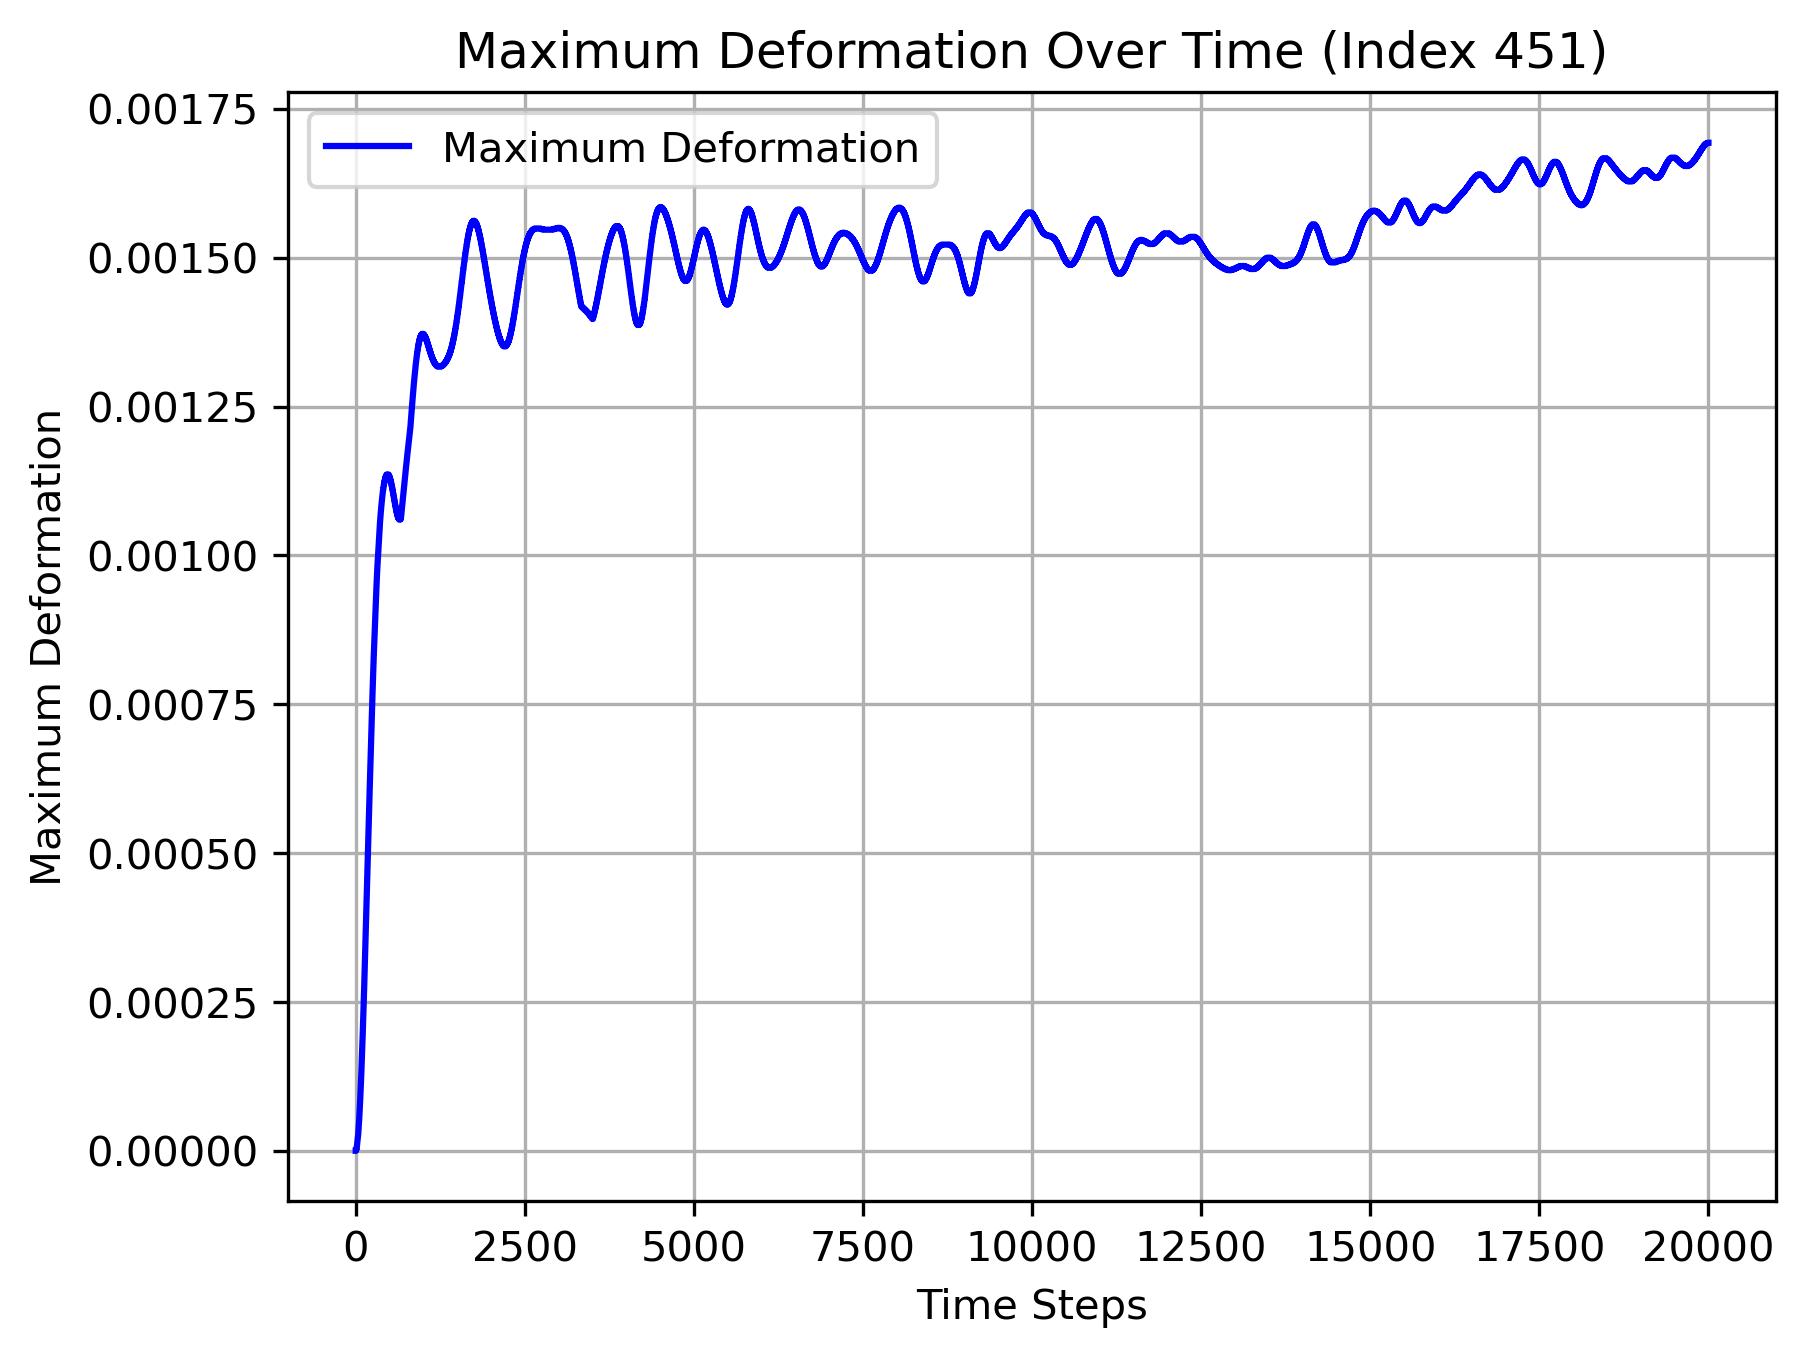 Maximum Deformation Over Time (Index 451)
Maximum Deformation
Maximum Deformation
0.00175
0.00150
0.00125
0.00100
0.00075
0.00050
0.00025
0.00000
0 2500 5000 7500 10000 12500 15000 17500 20000
Time Steps